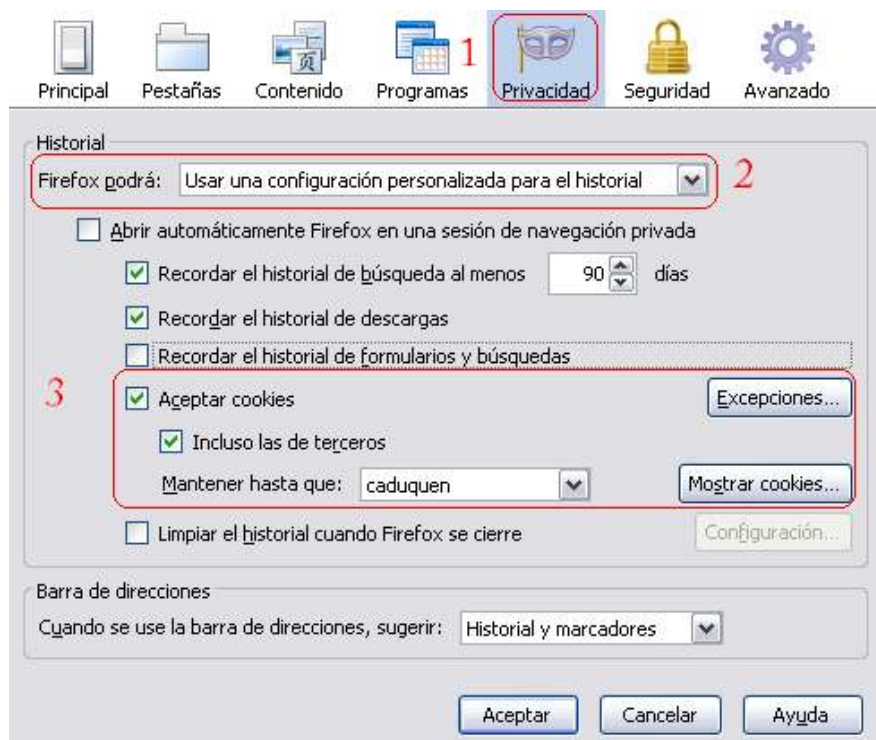 1
Principal Pestañas Contenido Programas Privacidad Seguridad Avanzado
Historial
Firefox podrá: Usar una configuración personalizada para el historial 2
Abrir automáticamente Firefox en una sesión de navegación privada
Recordar el historial de búsqueda al menos 90 días
Recordar el historial de descargas
Recordar el historial de formularios y búsquedas
3 Aceptar cookies Excepciones...
Incluso las de terceros
Mantener hasta que: caduquen Mostrar cookies...
Limpiar el historial cuando Firefox se cierre Configuración...
Barra de direcciones
Cuando se use la barra de direcciones, sugerir: Historial y marcadores
Aceptar Cancelar Ayuda